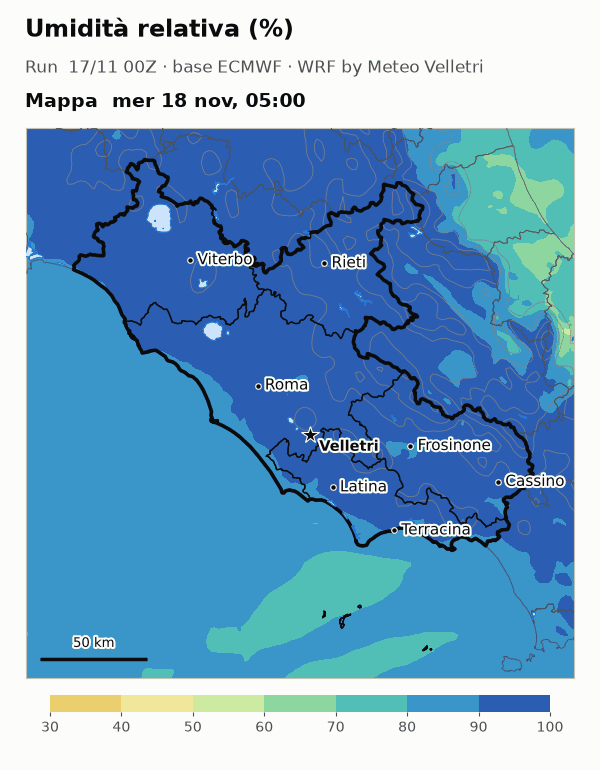 Umidità relativa (%)
Run 17/11 00Z · base ECMWF · WRF by Meteo Velletri
Mappa mer 18 nov, 05:00
Viterbo
Rieti
Roma
Velletri
Frosinone
Cassino
Latina
Terracina
50 km
30 40 50 60 70 80 90 100